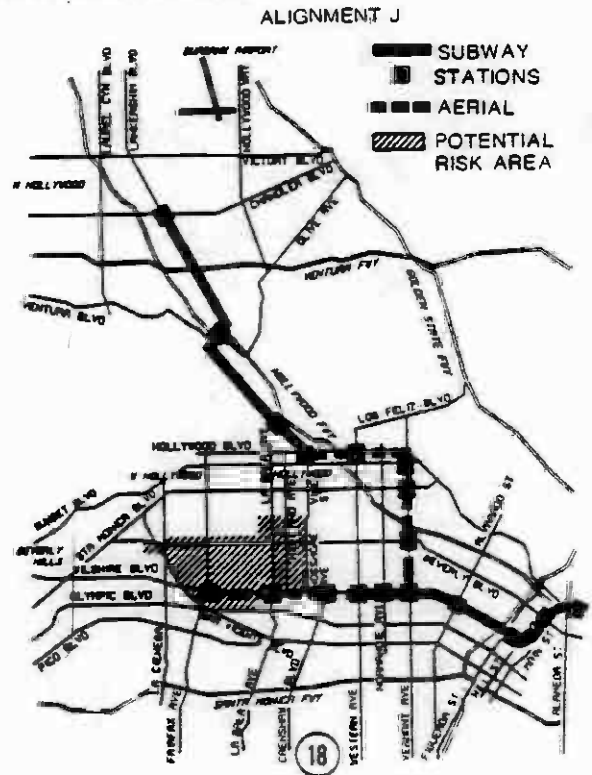 ALIGNMENT J
SUBWAY
STATIONS
AERIAL
POTENTIAL
RISK AREA
BURBANK AIRPORT
LAUREL CYN BLVD
LANKERSHIM BLVD
HOLLYWOOD WAY
VICTORY BLVD
CHANDLER BLVD
N HOLLYWOOD
OLIVE AVE
VENTURA FWY
VENTURA BLVD
GOLDEN STATE FWY
HOLLYWOOD FWY
LOS FELIZ BLVD
HOLLYWOOD BLVD
W HOLLYWOOD
HOLLYWOOD
SUNSET BLVD
STA MONICA BLVD
BEVERLY
HILLS
WILSHIRE BLVD
OLYMPIC BLVD
PICO BLVD
BEVERLY BLVD
ALVARADO ST
SANTA MONICA FWY
LA CIENEGA
FAIRFAX AVE
LA BREA AVE
CRENSHAW BLVD
WESTERN AVE
NORMANDIE AVE
VERMONT AVE
FIGUEROA ST
HILL ST
ALAMEDA ST
18